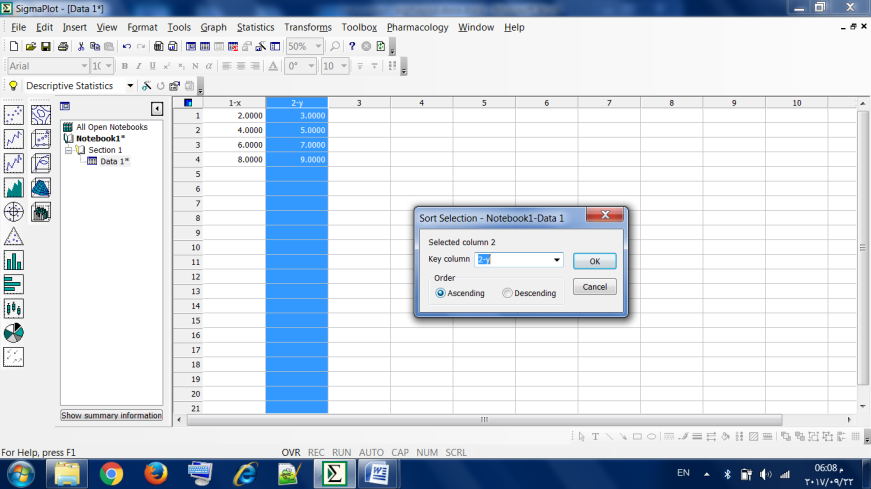 SigmaPlot - [Data 1*]
File Edit Insert View Format Tools Graph Statistics Transforms Toolbox Pharmacology Window Help
50%
Arial 10 B I U 0° 10
Descriptive Statistics
All Open Notebooks
Notebook1*
Section 1
Data 1*
Show summary information
1-x 2-y 3 4 5 6 7 8 9 10
1 2.0000 3.0000
2 4.0000 5.0000
3 6.0000 7.0000
4 8.0000 9.0000
5
6
7
8
9
10
11
12
13
14
15
16
17
18
19
20
21
Sort Selection - Notebook1-Data 1
Selected column 2
Key column 2-y
OK
Order
Cancel
Ascending Descending
For Help, press F1
OVR REC RUN AUTO CAP NUM SCRL
EN
06:08 م
٢٠١٧/٠٩/٢٢